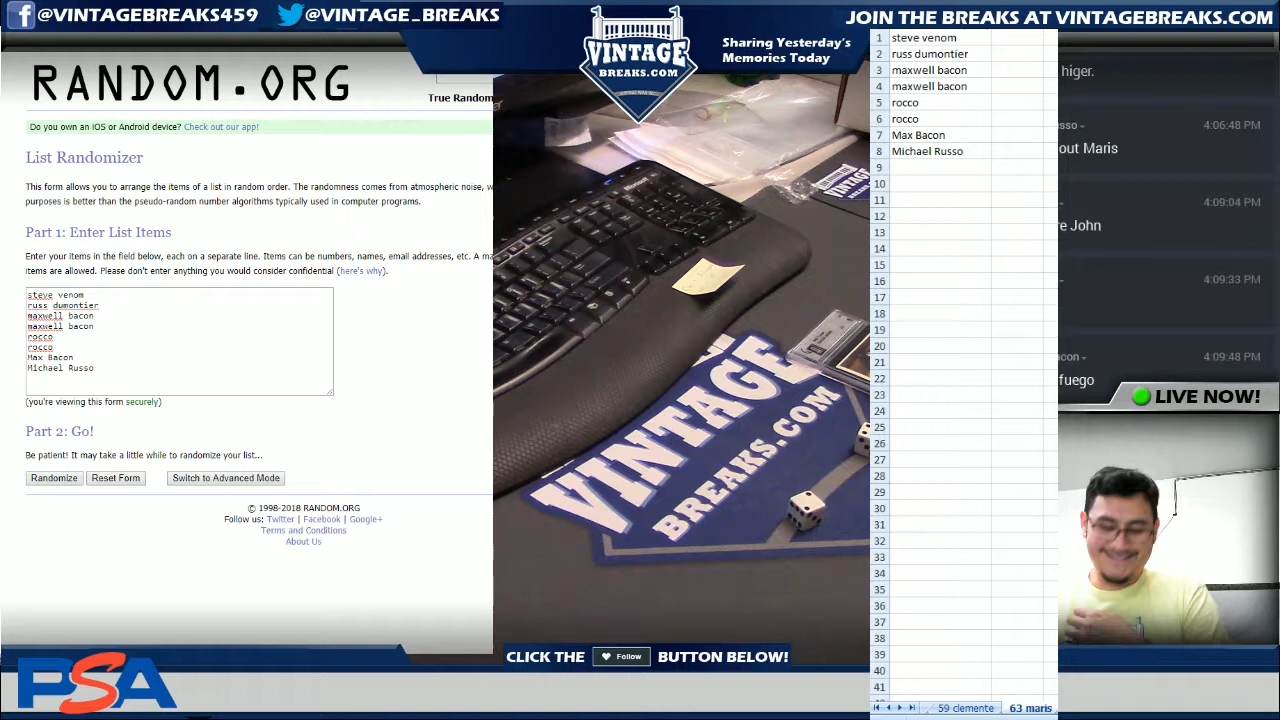 @VINTAGEBREAKS459
@VINTAGE_BREAKS
VINTAGE
BREAKS.COM
Sharing Yesterday's
Memories Today
JOIN THE BREAKS AT VINTAGEBREAKS.COM
RANDOM.ORG
True Random
Do you own an iOS or Android device? Check out our app!
List Randomizer
This form allows you to arrange the items of a list in random order. The randomness comes from atmospheric noise, w
purposes is better than the pseudo-random number algorithms typically used in computer programs.
Part 1: Enter List Items
Enter your items in the field below, each on a separate line. Items can be numbers, names, email addresses, etc. A ma
items are allowed. Please don't enter anything you would consider confidential (here's why).
steve venom
russ dumontier
maxwell bacon
maxwell bacon
rocco
rocco
Max Bacon
Michael Russo
(you're viewing this form securely)
Part 2: Go!
Be patient! It may take a little while to randomize your list...
Randomize
Reset Form
Switch to Advanced Mode
© 1998-2018 RANDOM.ORG
Follow us: Twitter | Facebook | Google+
Terms and Conditions
About Us
PSA
VINTAGE
VINTAGE
BREAKS.COM
CLICK THE
Follow
BUTTON BELOW!
1 steve venom
2 russ dumontier
3 maxwell bacon
4 maxwell bacon
5 rocco
6 rocco
7 Max Bacon
8 Michael Russo
9
10
11
12
13
14
15
16
17
18
19
20
21
22
23
24
25
26
27
28
29
30
31
32
33
34
35
36
37
38
39
40
41
59 clemente
63 maris
higer.
sso
4:06:48 PM
out Maris
4:09:04 PM
re John
4:09:33 PM
acon
4:09:48 PM
fuego
LIVE NOW!